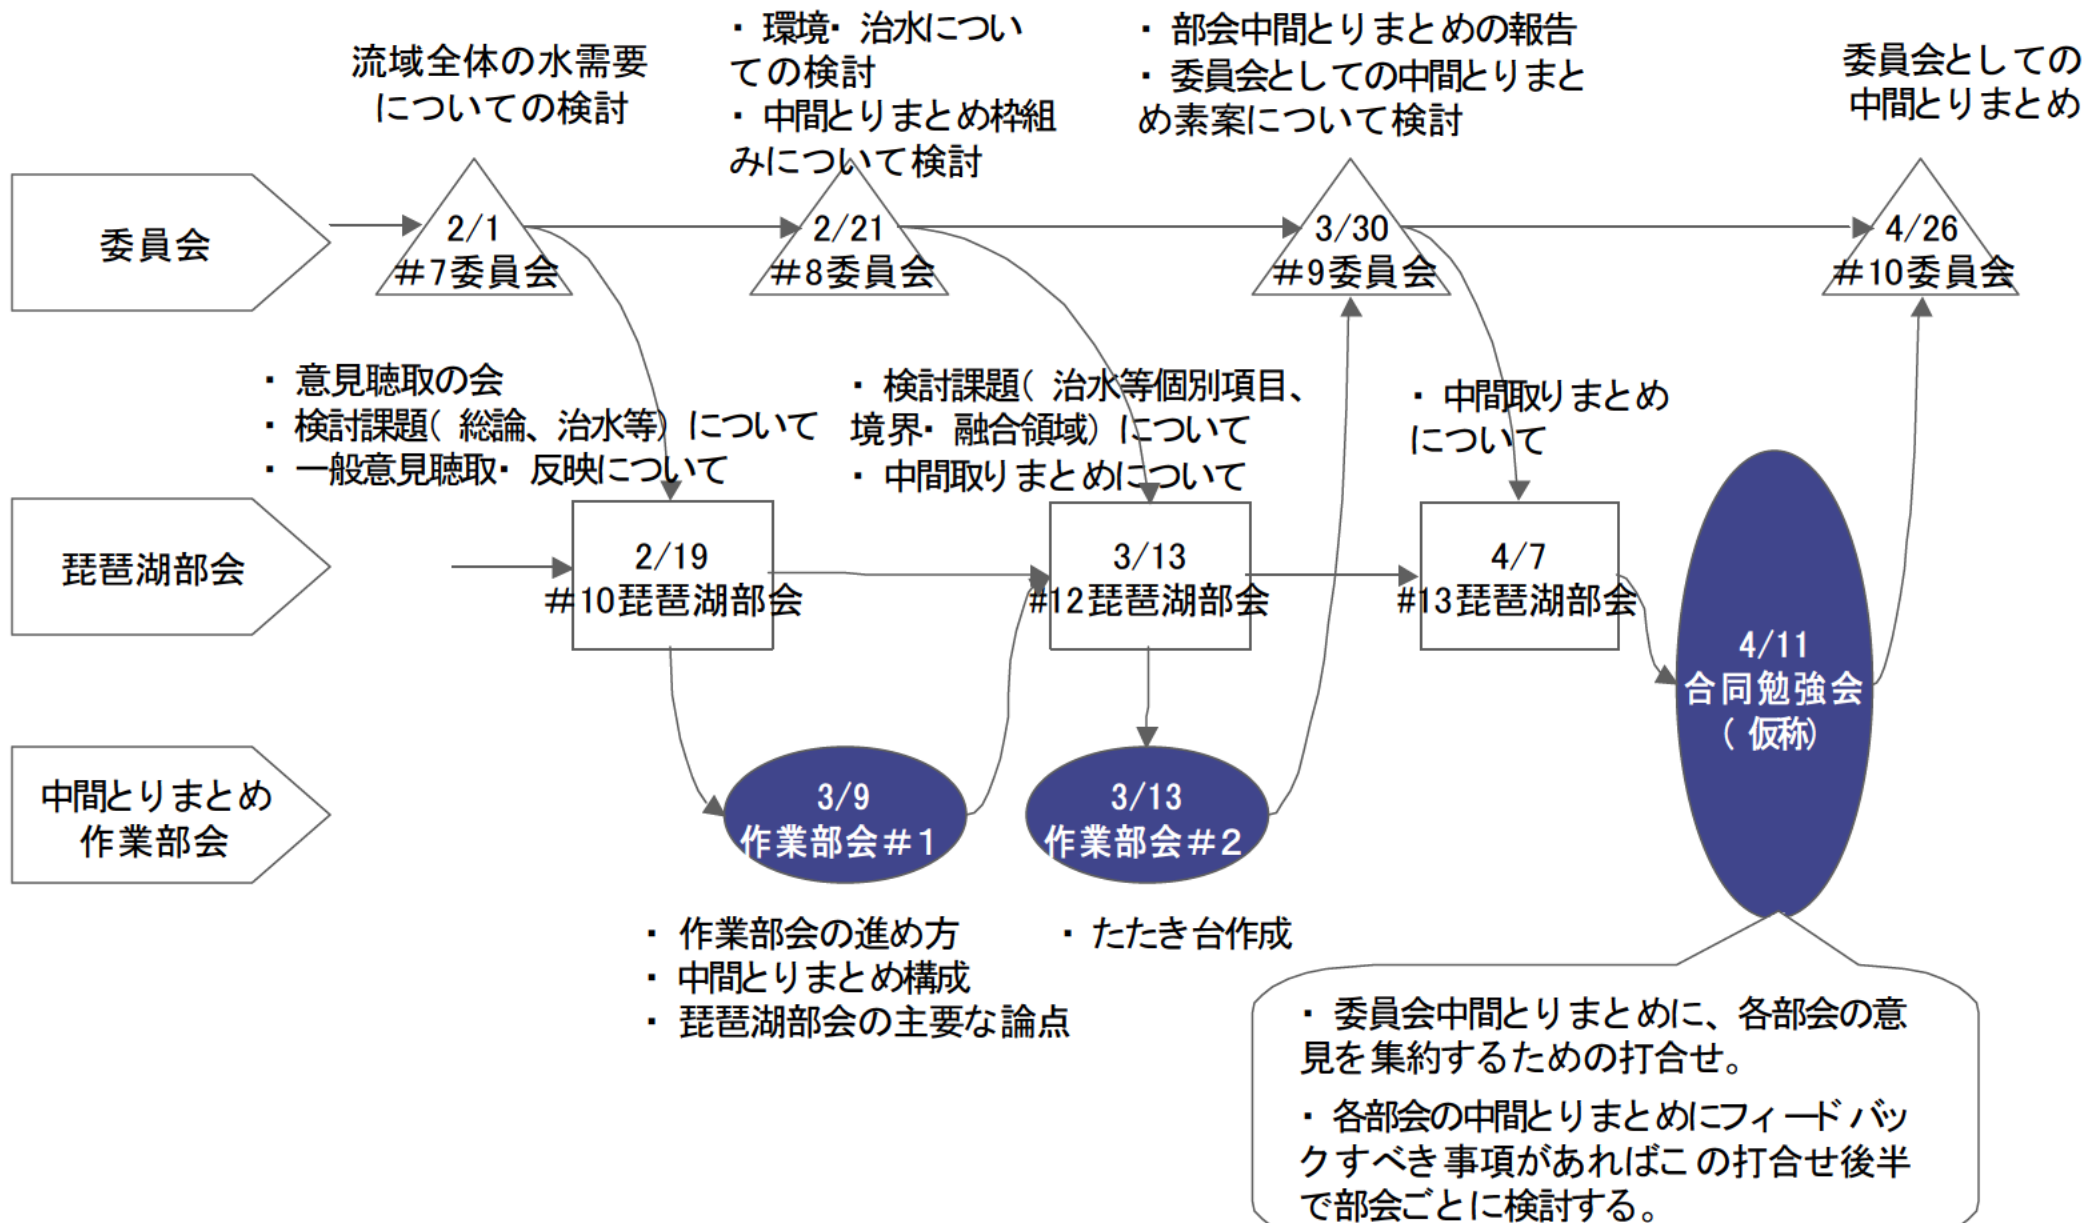 流域全体の水需要
についての検討
・ 環境・ 治水につい
ての検討
・ 中間とりまとめ枠組
みについて検討
・ 部会中間とりまとめの報告
・ 委員会としての中間とりまと
め素案について検討
委員会としての
中間とりまとめ
委員会
2/1
＃7委員会
2/21
＃8委員会
3/30
＃9委員会
4/26
＃10委員会
・ 意見聴取の会
・ 検討課題( 総論、治水等) について
・ 一般意見聴取・ 反映について
・ 検討課題( 治水等個別項目、
境界・ 融合領域) について
・ 中間取りまとめについて
・ 中間取りまとめ
について
琵琶湖部会
2/19
＃10琵琶湖部会
3/13
#12琵琶湖部会
4/7
#13琵琶湖部会
4/11
合同勉強会
( 仮称)
中間とりまとめ
作業部会
3/9
作業部会＃1
3/13
作業部会＃2
・ 作業部会の進め方
・ 中間とりまとめ構成
・ 琵琶湖部会の主要な論点
・ たたき台作成
・ 委員会中間とりまとめに、各部会の意
見を集約するための打合せ。
・ 各部会の中間とりまとめにフィードバッ
クすべき事項があればこの打合せ後半
で部会ごとに検討する。